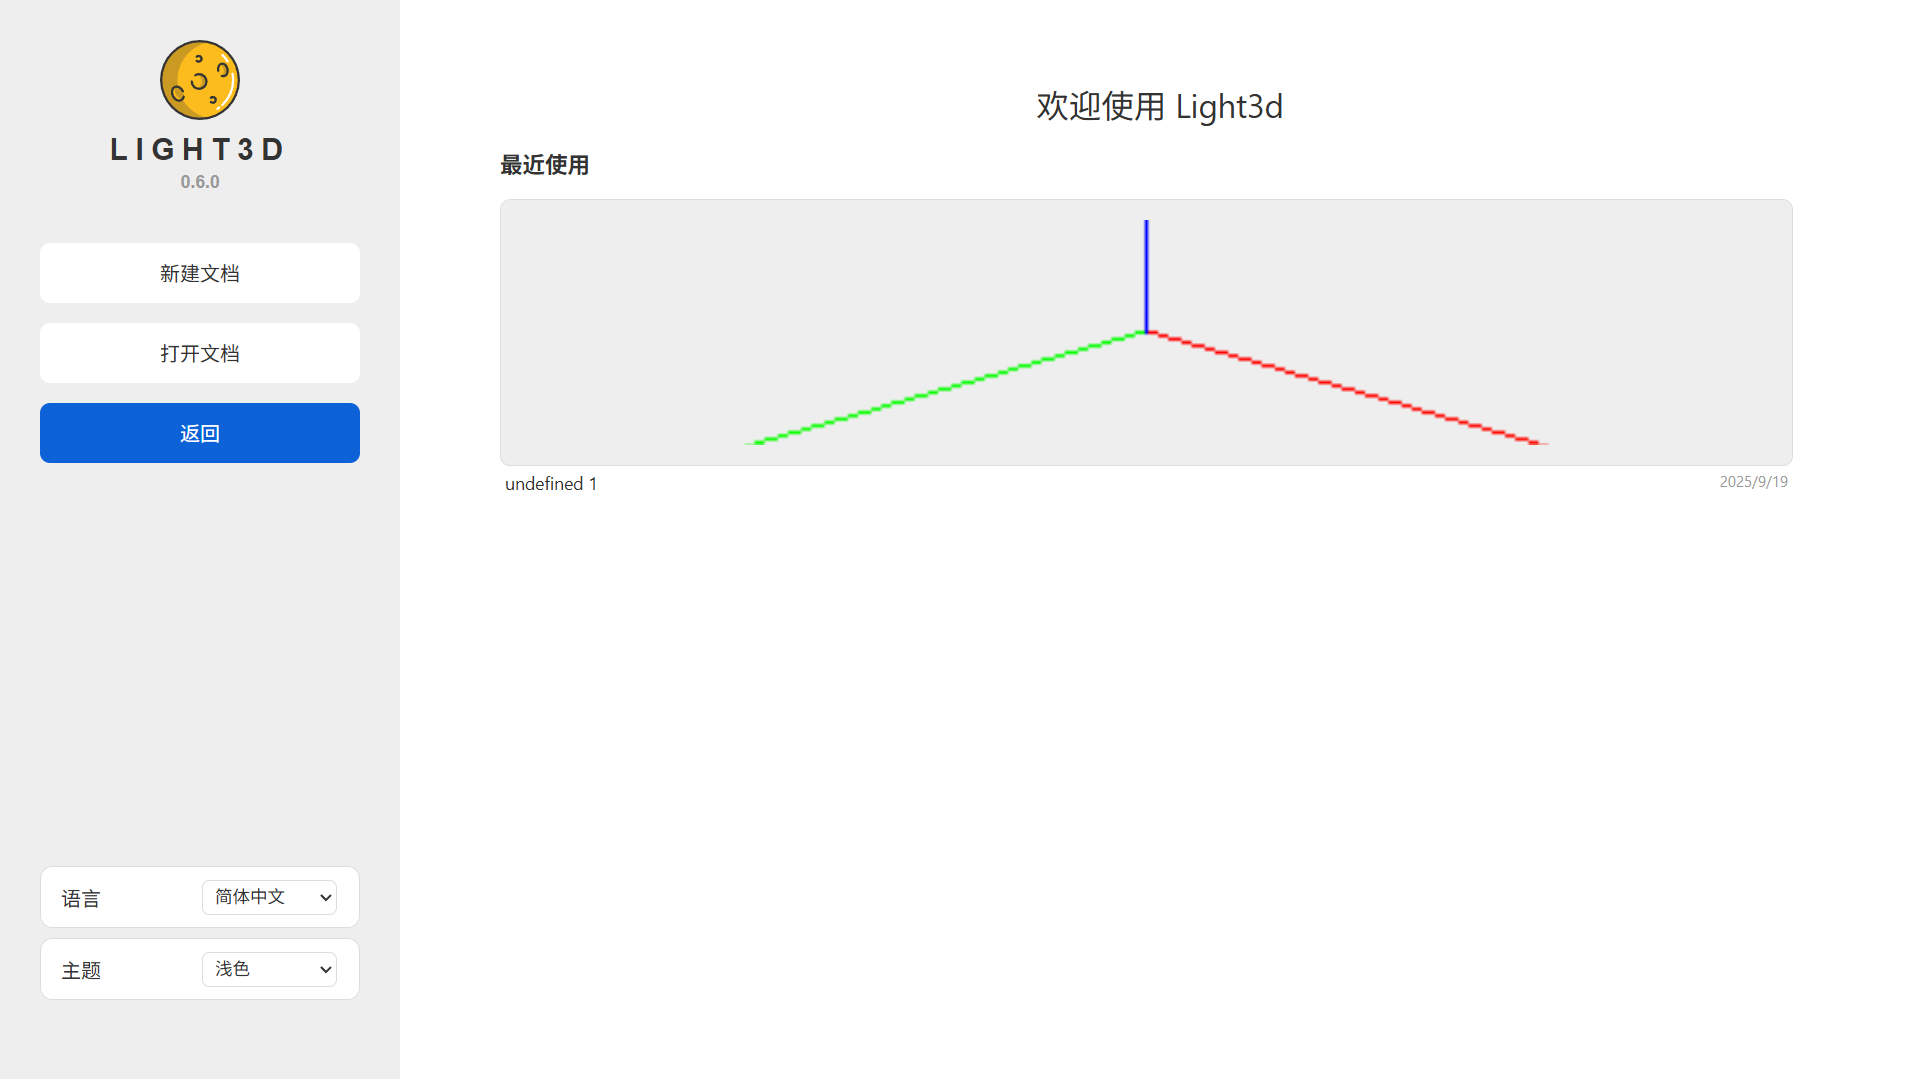 LIGHT3D
0.6.0
新建文档
打开文档
返回
语言
简体中文
主题
浅色
欢迎使用 Light3d
最近使用
undefined 1
2025/9/19